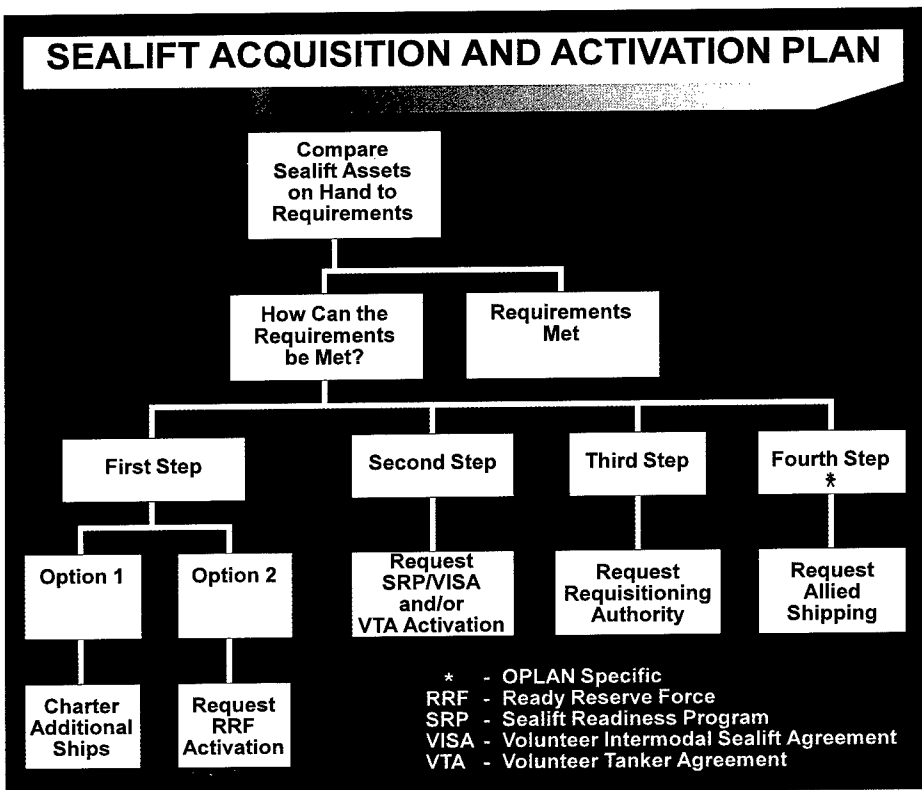 SEALIFT ACQUISITION AND ACTIVATION PLAN
Compare
Sealift Assets
on Hand to
Requirements
How Can the
Requirements
be Met?
Requirements
Met
First Step
Second Step
Third Step
Fourth Step
*
Option 1
Option 2
Request
SRP/VISA
and/or
VTA Activation
Request
Requisitioning
Authority
Request
Allied
Shipping
Charter
Additional
Ships
Request
RRF
Activation
* - OPLAN Specific
RRF - Ready Reserve Force
SRP - Sealift Readiness Program
VISA - Volunteer Intermodal Sealift Agreement
VTA - Volunteer Tanker Agreement